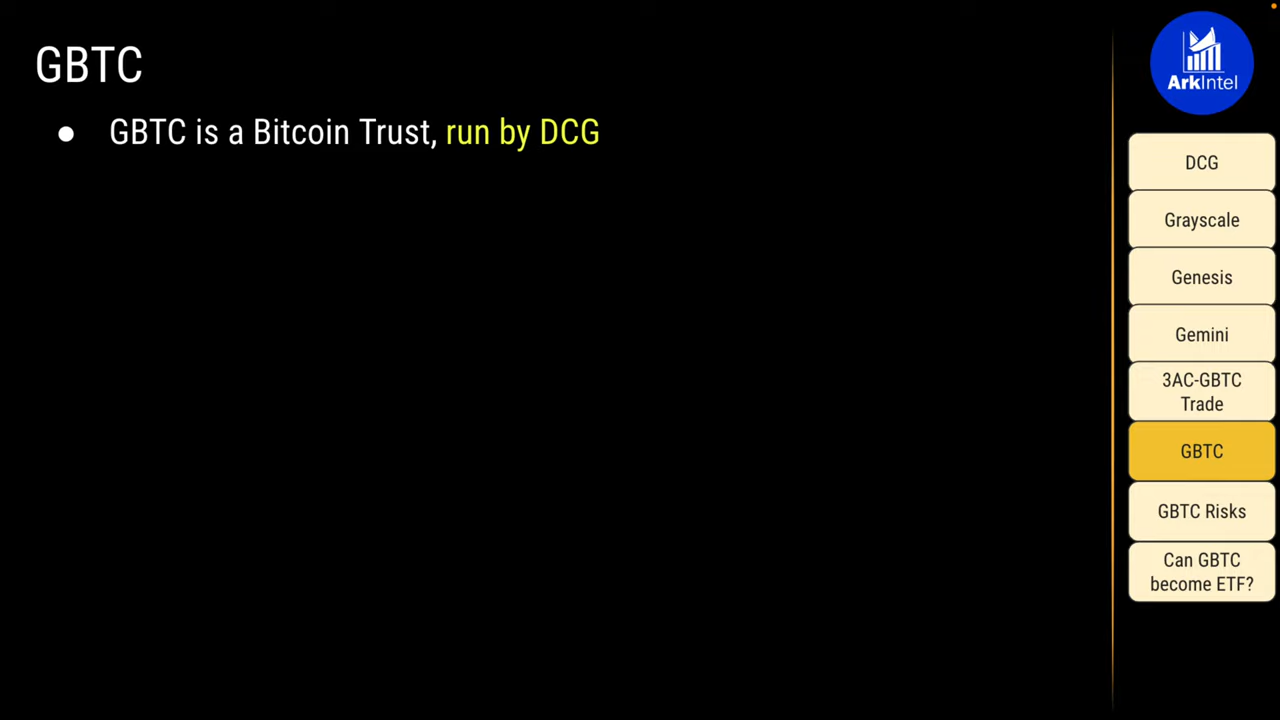 GBTC
● GBTC is a Bitcoin Trust, run by DCG
ArkIntel
DCG
Grayscale
Genesis
Gemini
3AC-GBTC
Trade
GBTC
GBTC Risks
Can GBTC
become ETF?